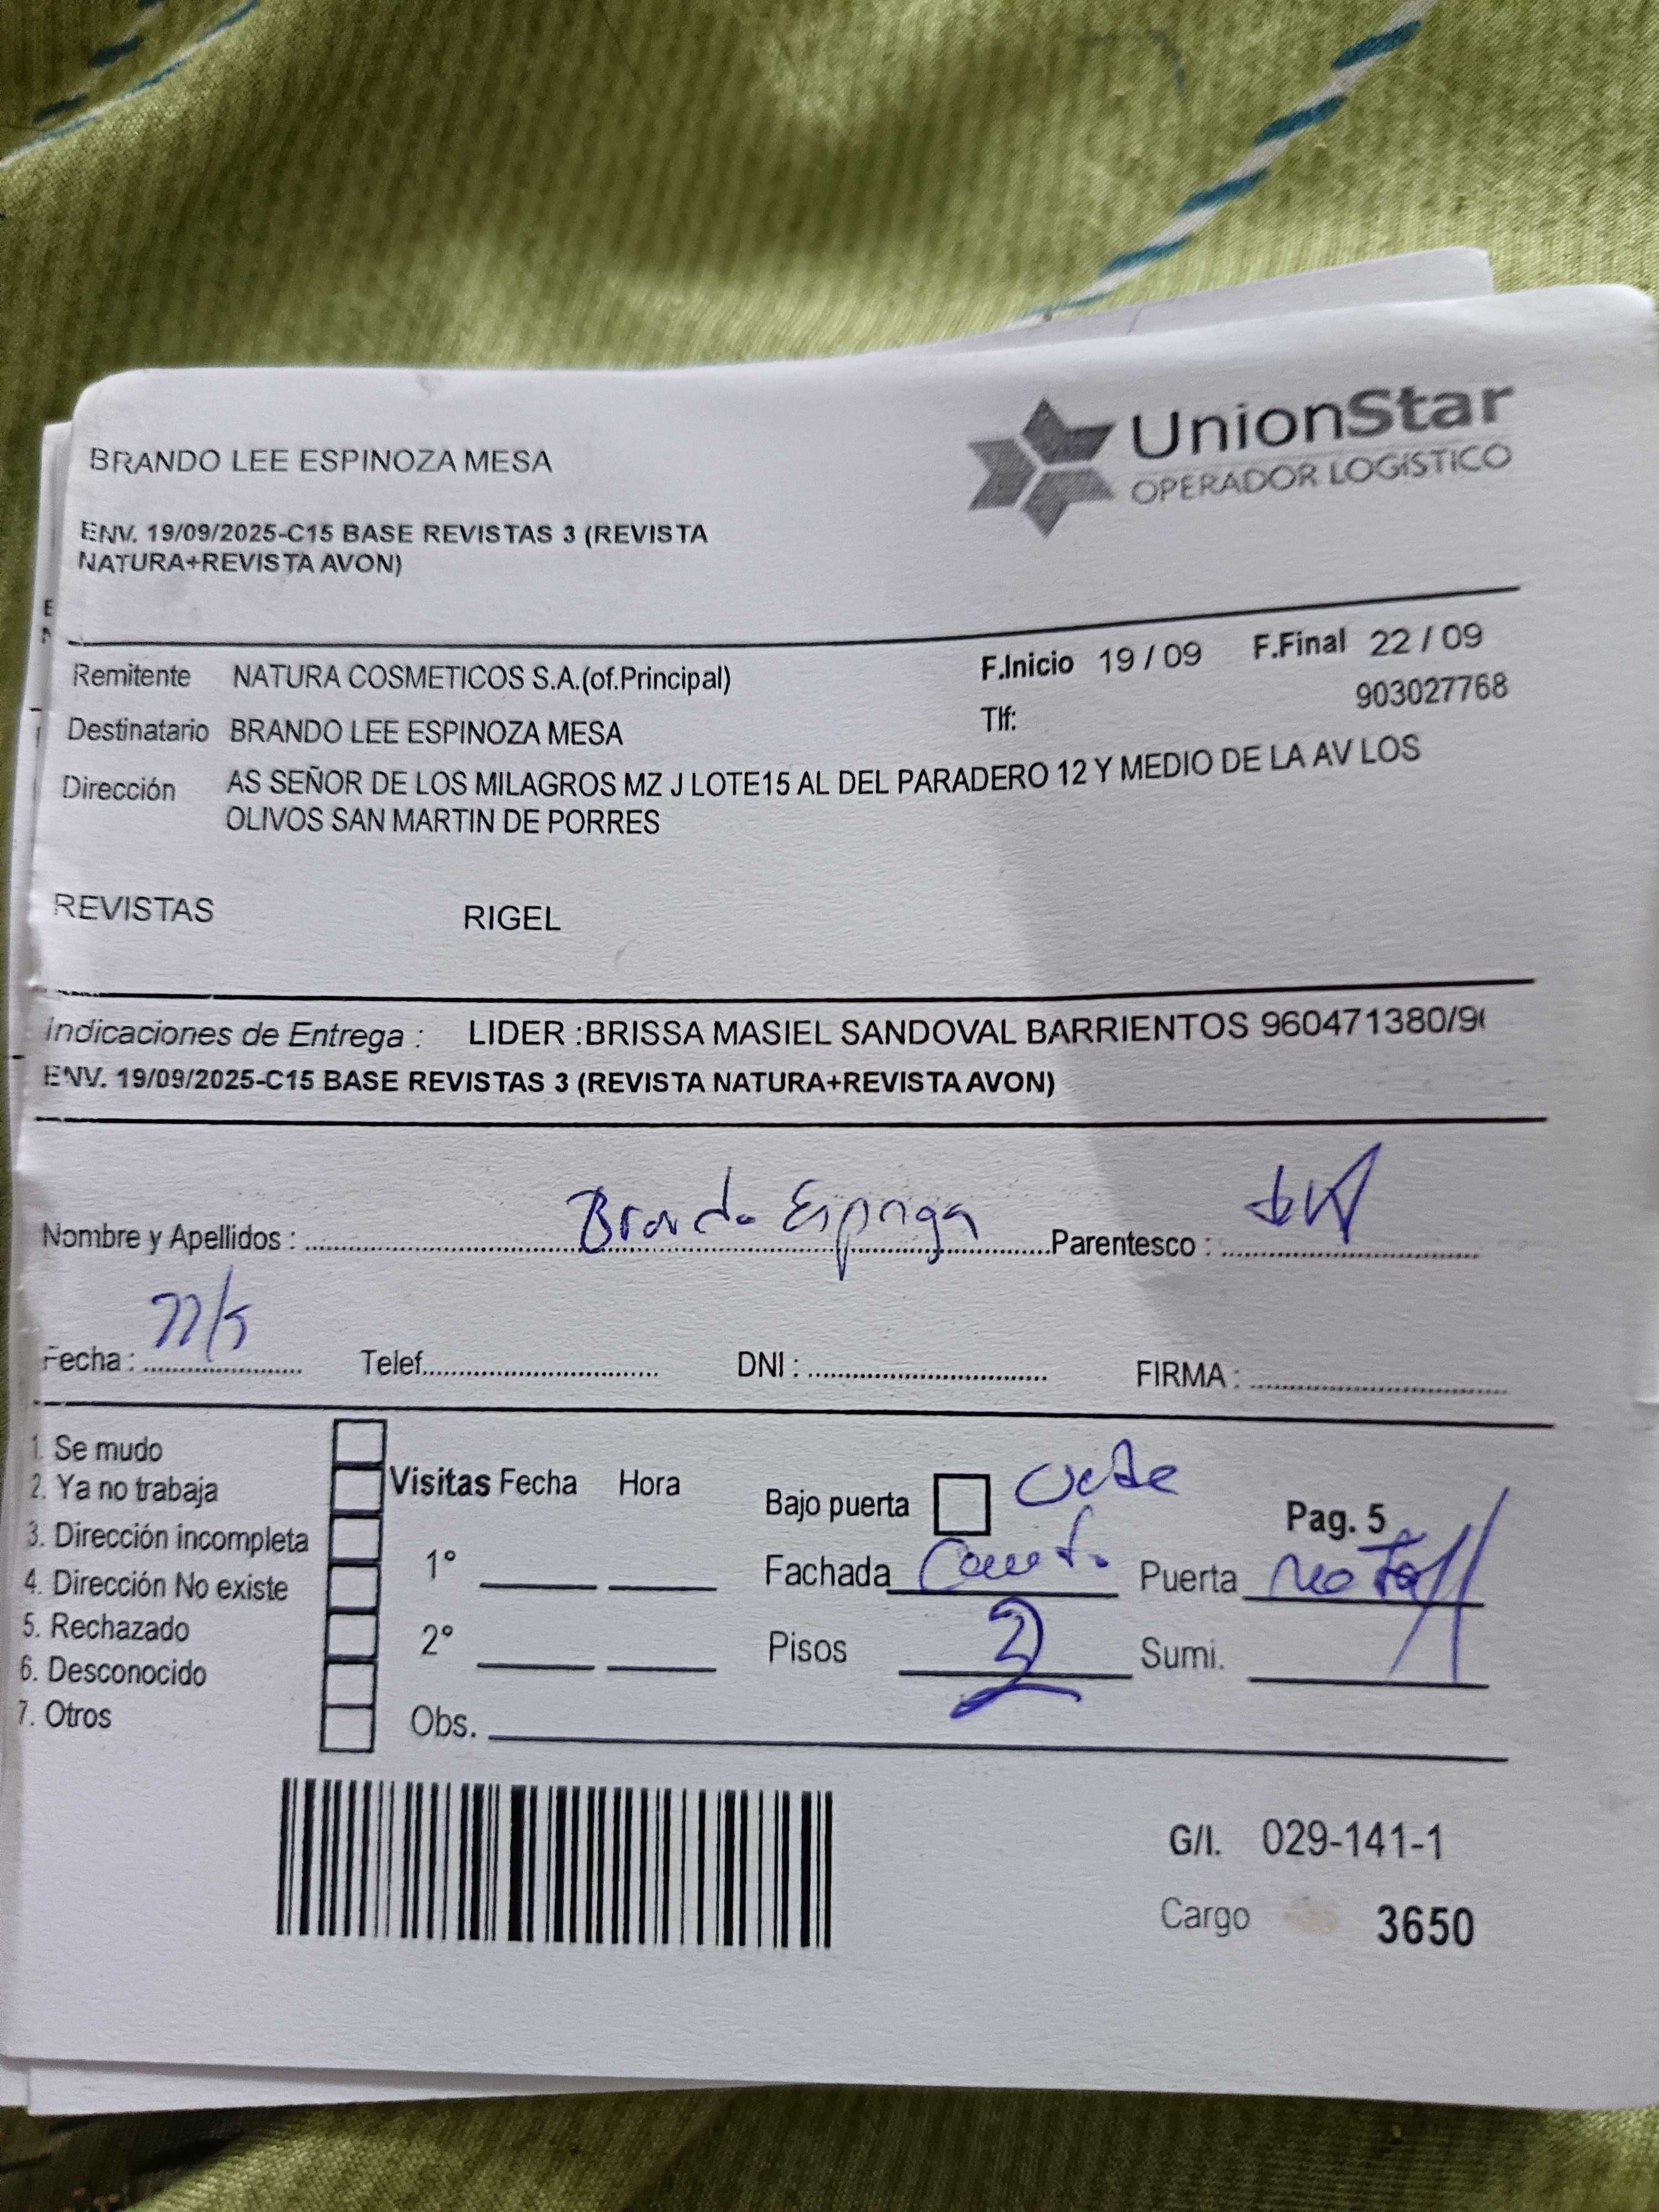 UnionStar
OPERADOR LOGÍSTICO
BRANDO LEE ESPINOZA MESA
ENV. 19/09/2025-C15 BASE REVISTAS 3 (REVISTA
NATURA+REVISTA AVON)
Remitente NATURA COSMETICOS S.A.(of.Principal) F.Inicio 19 / 09 F.Final 22 / 09
Destinatario BRANDO LEE ESPINOZA MESA Tlf: 903027768
Dirección AS SEÑOR DE LOS MILAGROS MZ J LOTE15 AL DEL PARADERO 12 Y MEDIO DE LA AV LOS
OLIVOS SAN MARTIN DE PORRES
REVISTAS RIGEL
Indicaciones de Entrega : LIDER :BRISSA MASIEL SANDOVAL BARRIENTOS 960471380/9
ENV. 19/09/2025-C15 BASE REVISTAS 3 (REVISTA NATURA+REVISTA AVON)
Nombre y Apellidos : Brando Espinoza Parentesco :
Fecha : Telef. DNI : FIRMA :
1. Se mudo
2. Ya no trabaja
3. Dirección incompleta
4. Dirección No existe
5. Rechazado
6. Desconocido
7. Otros
Visitas Fecha Hora
1°
2°
Obs.
Bajo puerta Pag. 5
Fachada Puerta
Pisos 2 Sumi.
G/I. 029-141-1
Cargo 3650